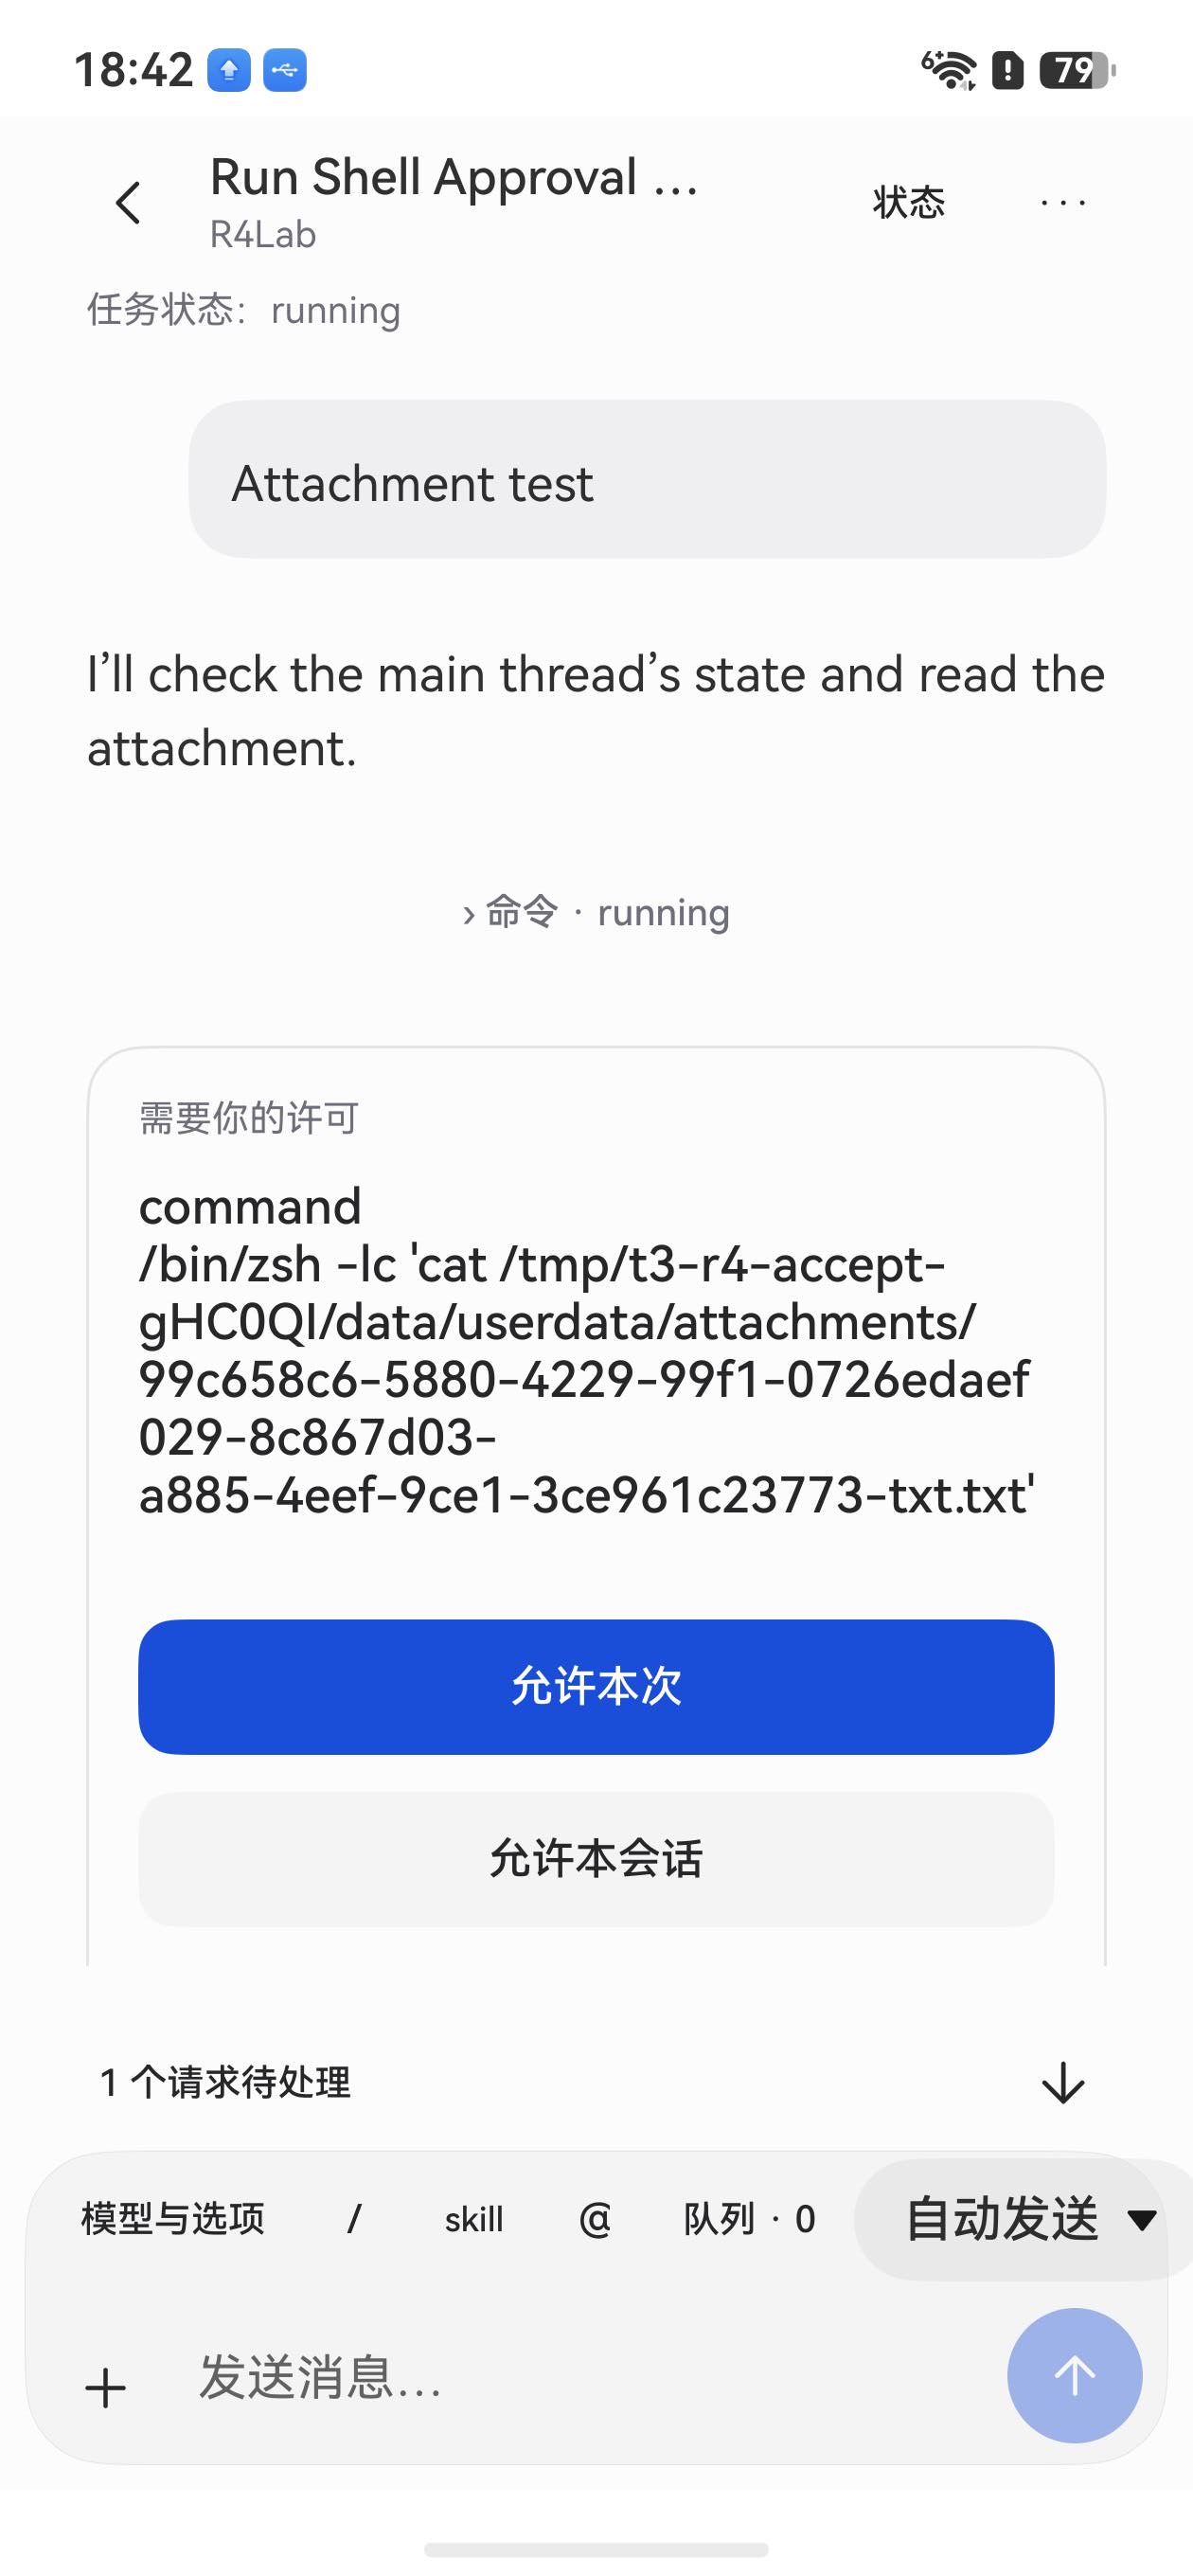 18:42
79
Run Shell Approval ...
状态
R4Lab
任务状态：running
Attachment test
I’ll check the main thread’s state and read the
attachment.
› 命令 · running
需要你的许可
command
/bin/zsh -lc 'cat /tmp/t3-r4-accept-
gHC0QI/data/userdata/attachments/
99c658c6-5880-4229-99f1-0726edaef
029-8c867d03-
a885-4eef-9ce1-3ce961c23773-txt.txt'
允许本次
允许本会话
1 个请求待处理
模型与选项 / skill @ 队列 · 0 自动发送
发送消息...